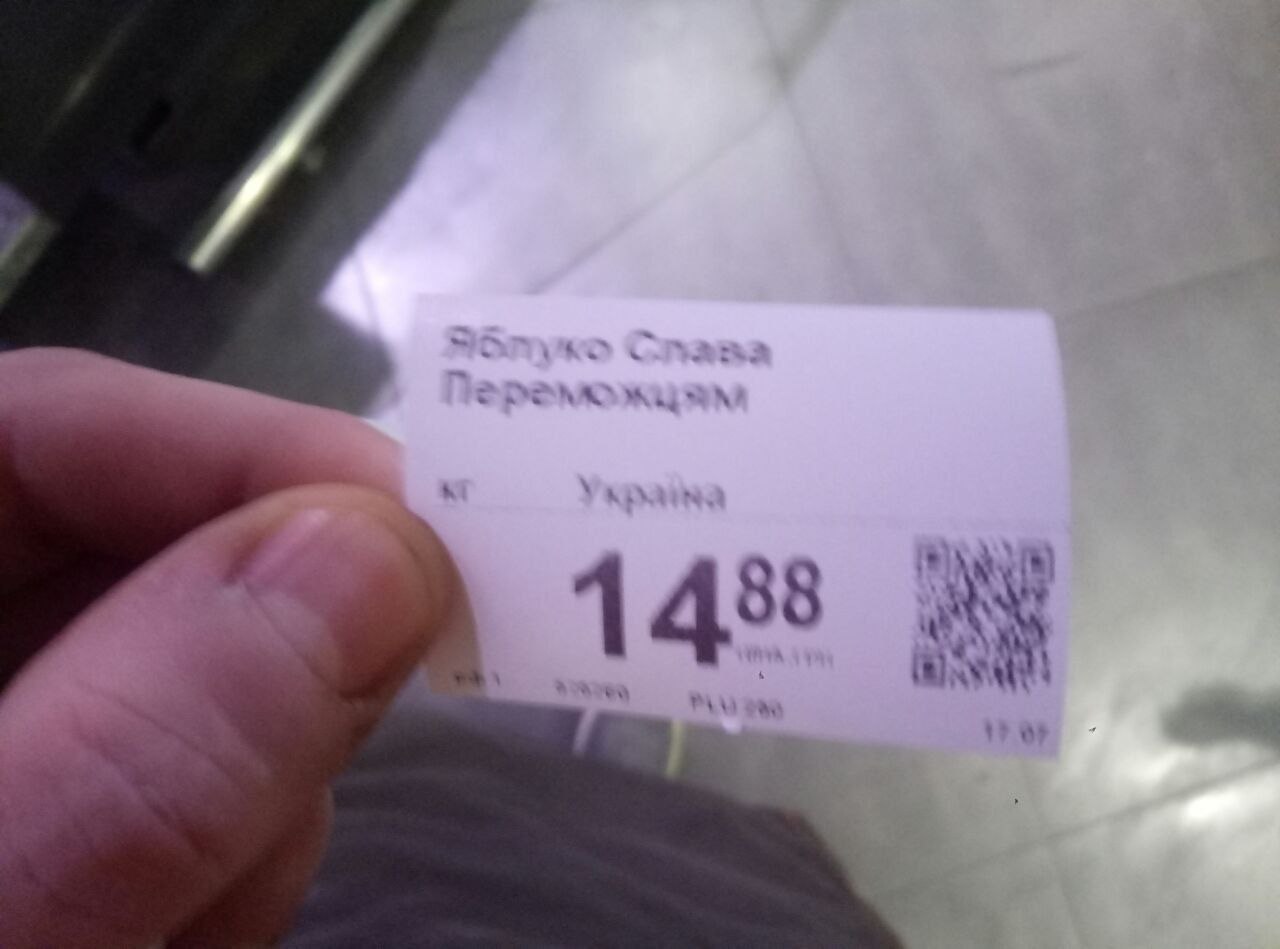 Яблуко Слава
Переможцям
кг Україна
14 88
PLU 280
17.07